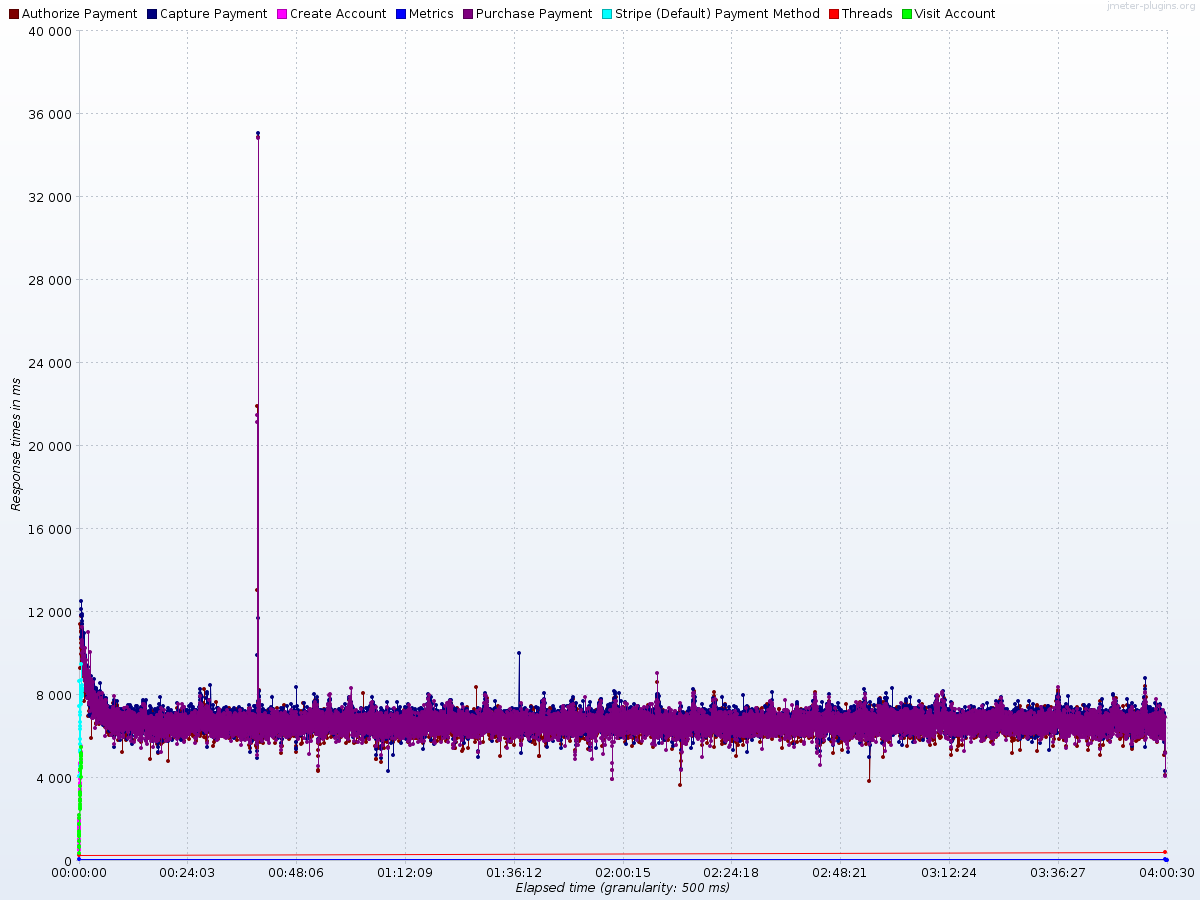 Authorize Payment Capture Payment Create Account Metrics Purchase Payment Stripe (Default) Payment Method Threads Visit Account
jmeter-plugins.org
40 000
36 000
32 000
28 000
24 000
20 000
16 000
12 000
8 000
4 000
0
Response times in ms
00:00:00 00:24:03 00:48:06 01:12:09 01:36:12 02:00:15 02:24:18 02:48:21 03:12:24 03:36:27 04:00:30
Elapsed time (granularity: 500 ms)